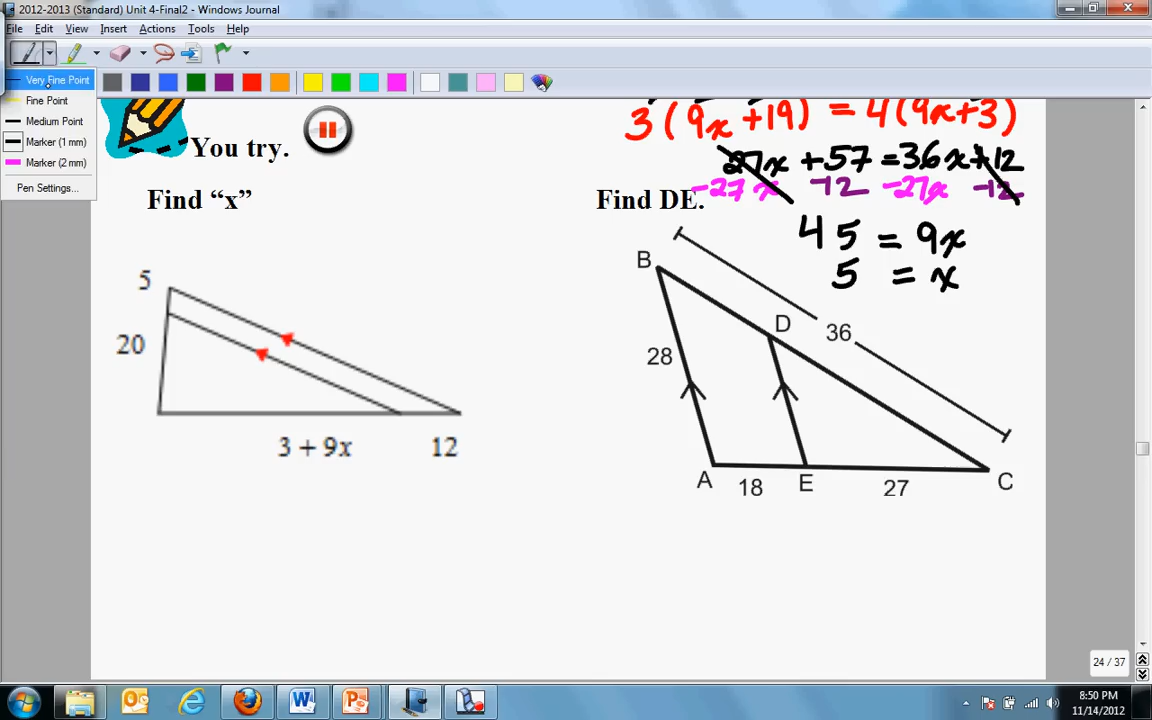 2012-2013 (Standard) Unit 4-Final2 - Windows Journal
File Edit View Insert Actions Tools Help
Very Fine Point
Fine Point
Medium Point
Marker (1 mm)
Marker (2 mm)
Pen Settings...
You try.
Find “x”
5
20
3 + 9x 12
3(9x+19) = 4(9x+3)
27x +57 =36x+12
-27x -12 -27x -12
45 = 9x
5 = x
Find DE.
B
D
36
28
A 18 E 27 C
24 / 37
8:50 PM
11/14/2012